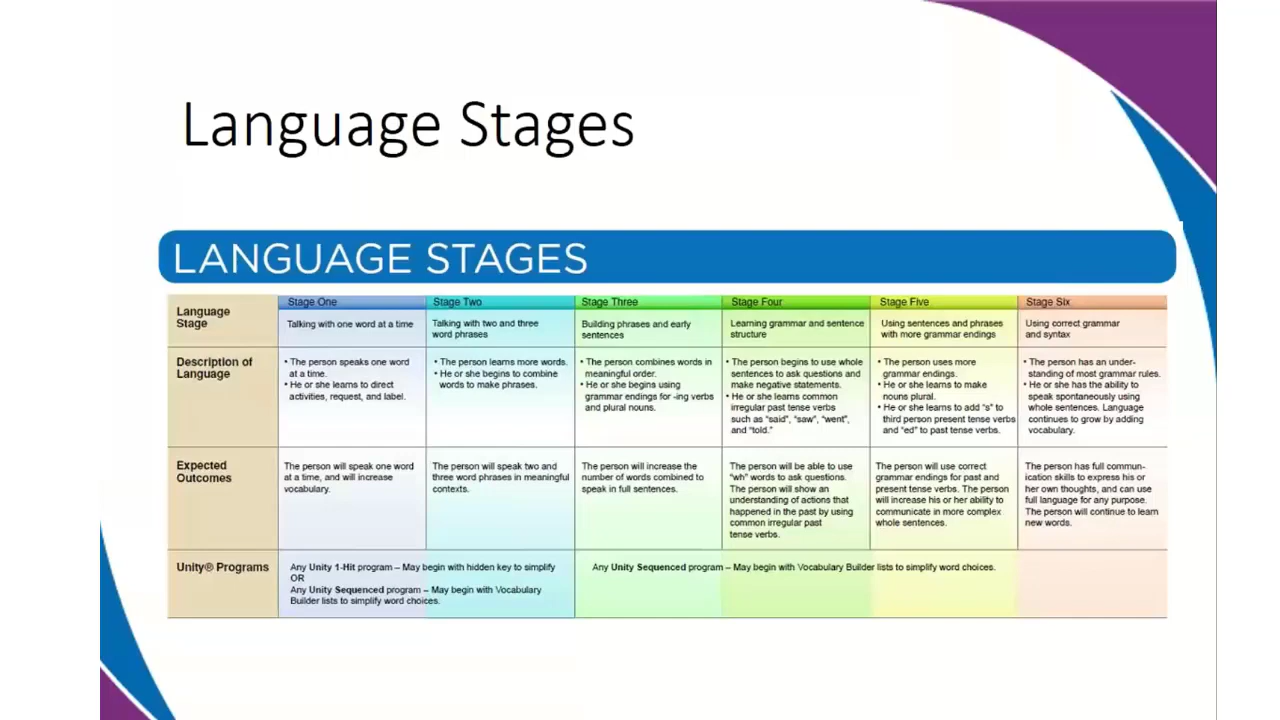 Language Stages
LANGUAGE STAGES
Language
Stage
Stage One
Talking with one word at a time
Stage Two
Talking with two and three
word phrases
Stage Three
Building phrases and early
sentences
Stage Four
Learning grammar and sentence
structure
Stage Five
Using sentences and phrases
with more grammar endings
Stage Six
Using correct grammar
and syntax
Description of
Language
• The person speaks one word
at a time.
• He or she learns to direct
activities, request, and label.
• The person learns more words.
• He or she begins to combine
words to make phrases.
• The person combines words in
meaningful order.
• He or she begins using
grammar endings for -ing verbs
and plural nouns.
• The person begins to use whole
sentences to ask questions and
make negative statements.
• He or she learns common
irregular past tense verbs
such as “said”, “saw”, “went”,
and “told.”
• The person uses more
grammar endings.
• He or she learns to make
nouns plural.
• He or she learns to add “s” to
third person present tense verbs
and “ed” to past tense verbs.
• The person has an under-
standing of most grammar rules.
• He or she has the ability to
speak spontaneously using
whole sentences. Language
continues to grow by adding
vocabulary.
Expected
Outcomes
The person will speak one word
at a time, and will increase
vocabulary.
The person will speak two and
three word phrases in meaningful
contexts.
The person will increase the
number of words combined to
speak in full sentences.
The person will be able to use
“wh” words to ask questions.
The person will show an
understanding of actions that
happened in the past by using
common irregular past
tense verbs.
The person will use correct
grammar endings for past and
present tense verbs. The person
will increase his or her ability to
communicate in more complex
whole sentences.
The person has full commun-
ication skills to express his or
her own thoughts, and can use
full language for any purpose.
The person will continue to learn
new words.
Unity® Programs
Any Unity 1-Hit program – May begin with hidden key to simplify
OR
Any Unity Sequenced program – May begin with Vocabulary
Builder lists to simplify word choices.
Any Unity Sequenced program – May begin with Vocabulary Builder lists to simplify word choices.